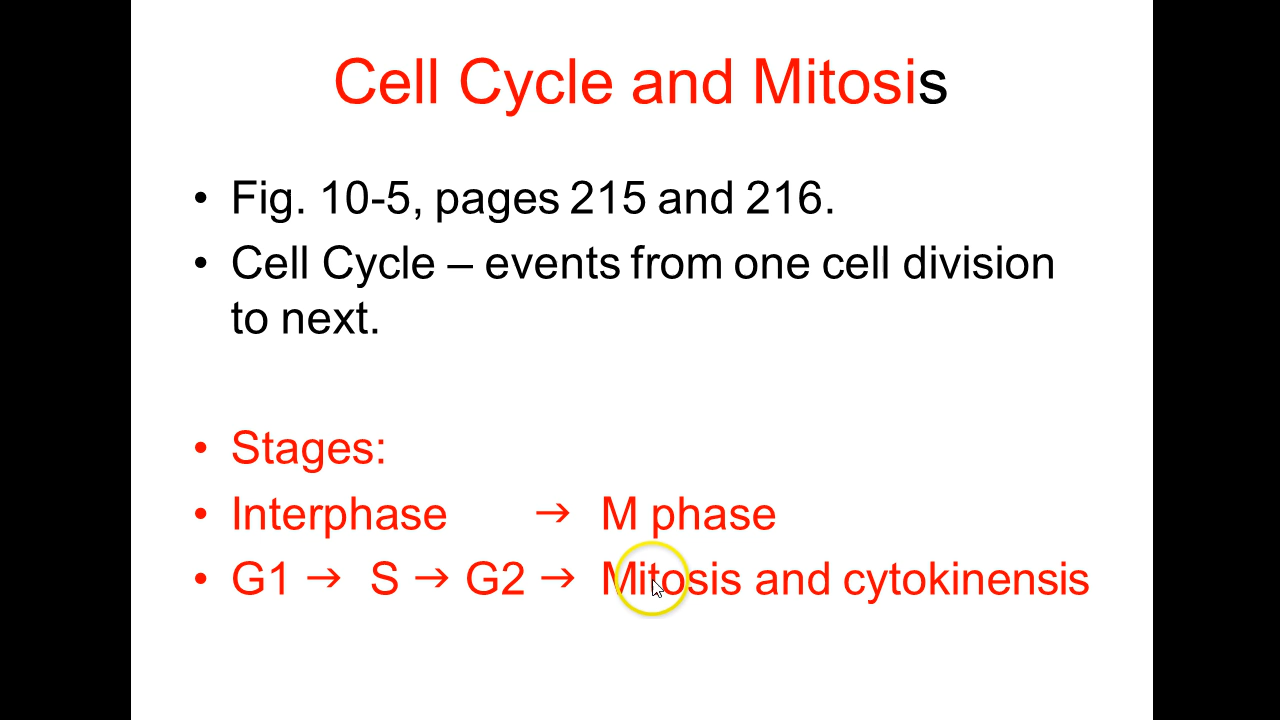 Cell Cycle and Mitosis
• Fig. 10-5, pages 215 and 216.
• Cell Cycle – events from one cell division
to next.
• Stages:
• Interphase → M phase
• G1 → S → G2 → Mitosis and cytokinensis